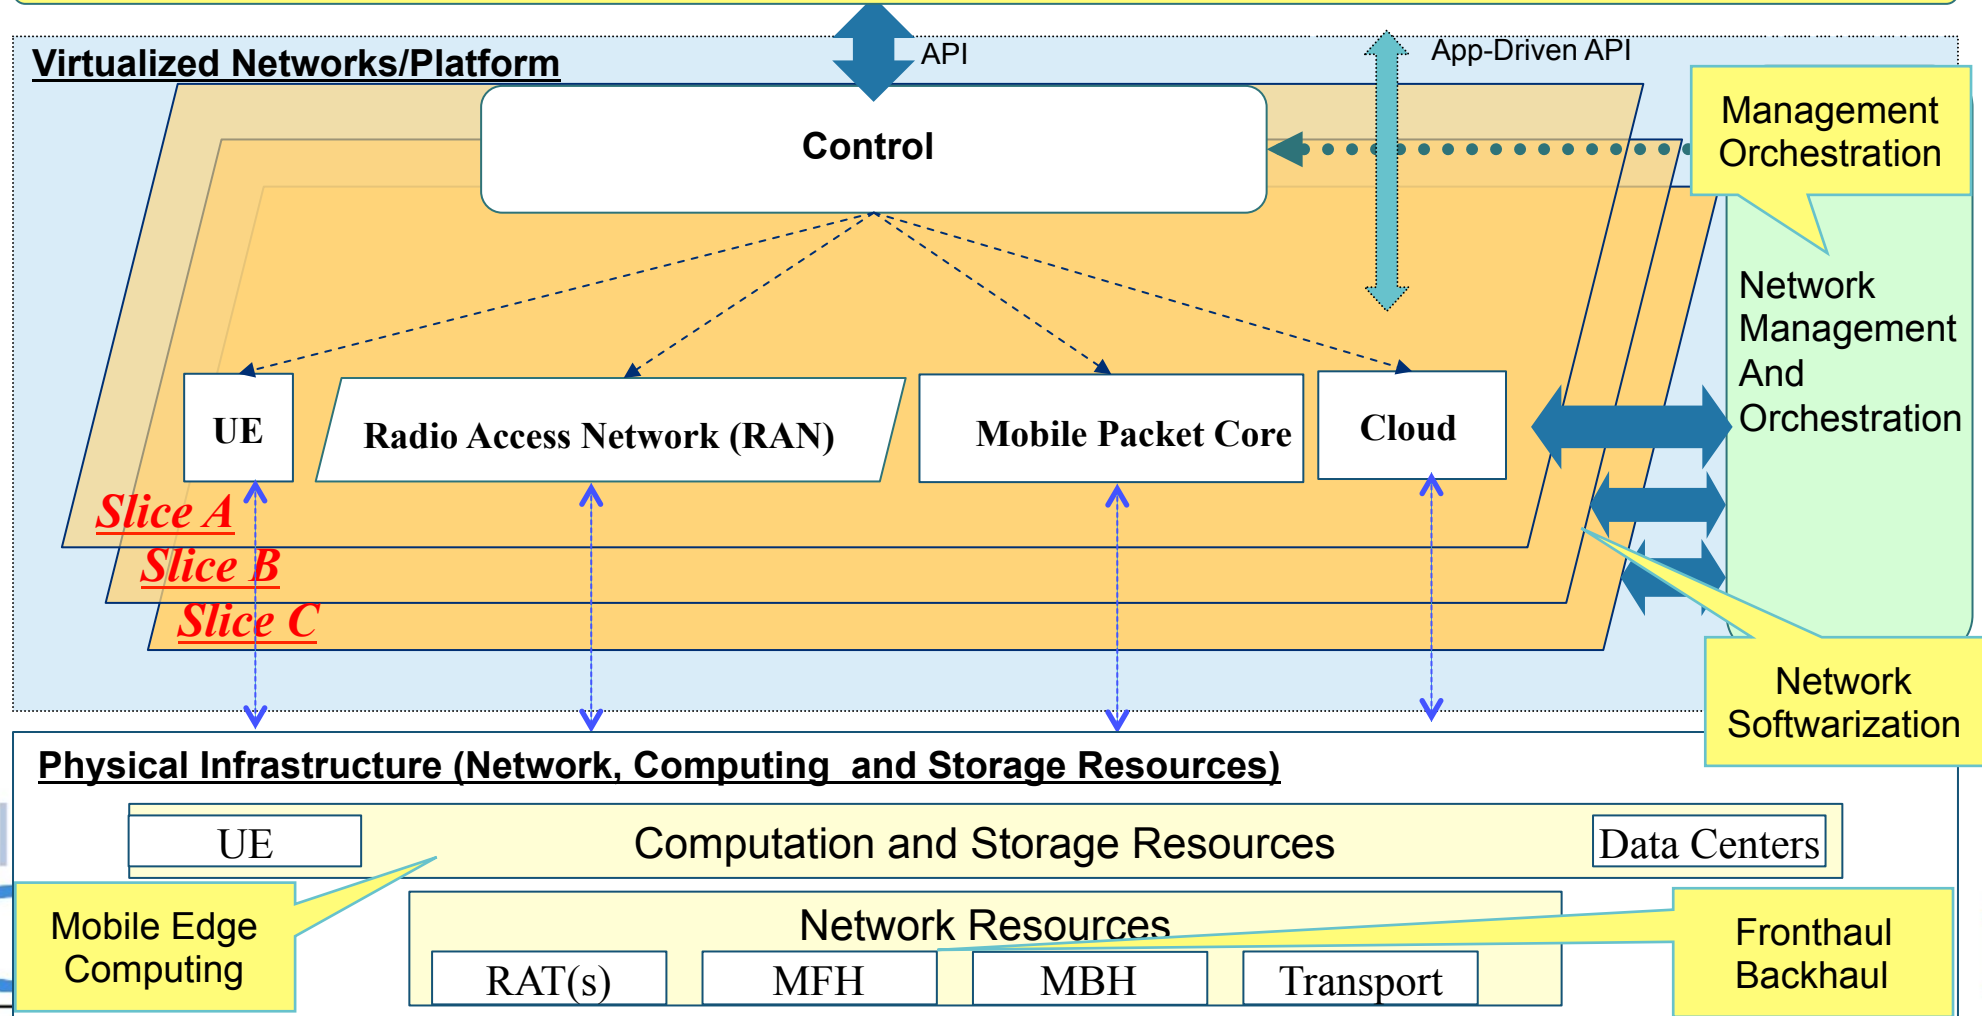 API
App-Driven API
Virtualized Networks/Platform
Management
Orchestration
Control
Network
Management
And
Orchestration
UE
Radio Access Network (RAN)
Mobile Packet Core
Cloud
Slice A
Slice B
Slice C
Network
Softwarization
Physical Infrastructure (Network, Computing and Storage Resources)
UE
Computation and Storage Resources
Data Centers
Mobile Edge
Computing
Network Resources
Fronthaul
Backhaul
RAT(s)
MFH
MBH
Transport